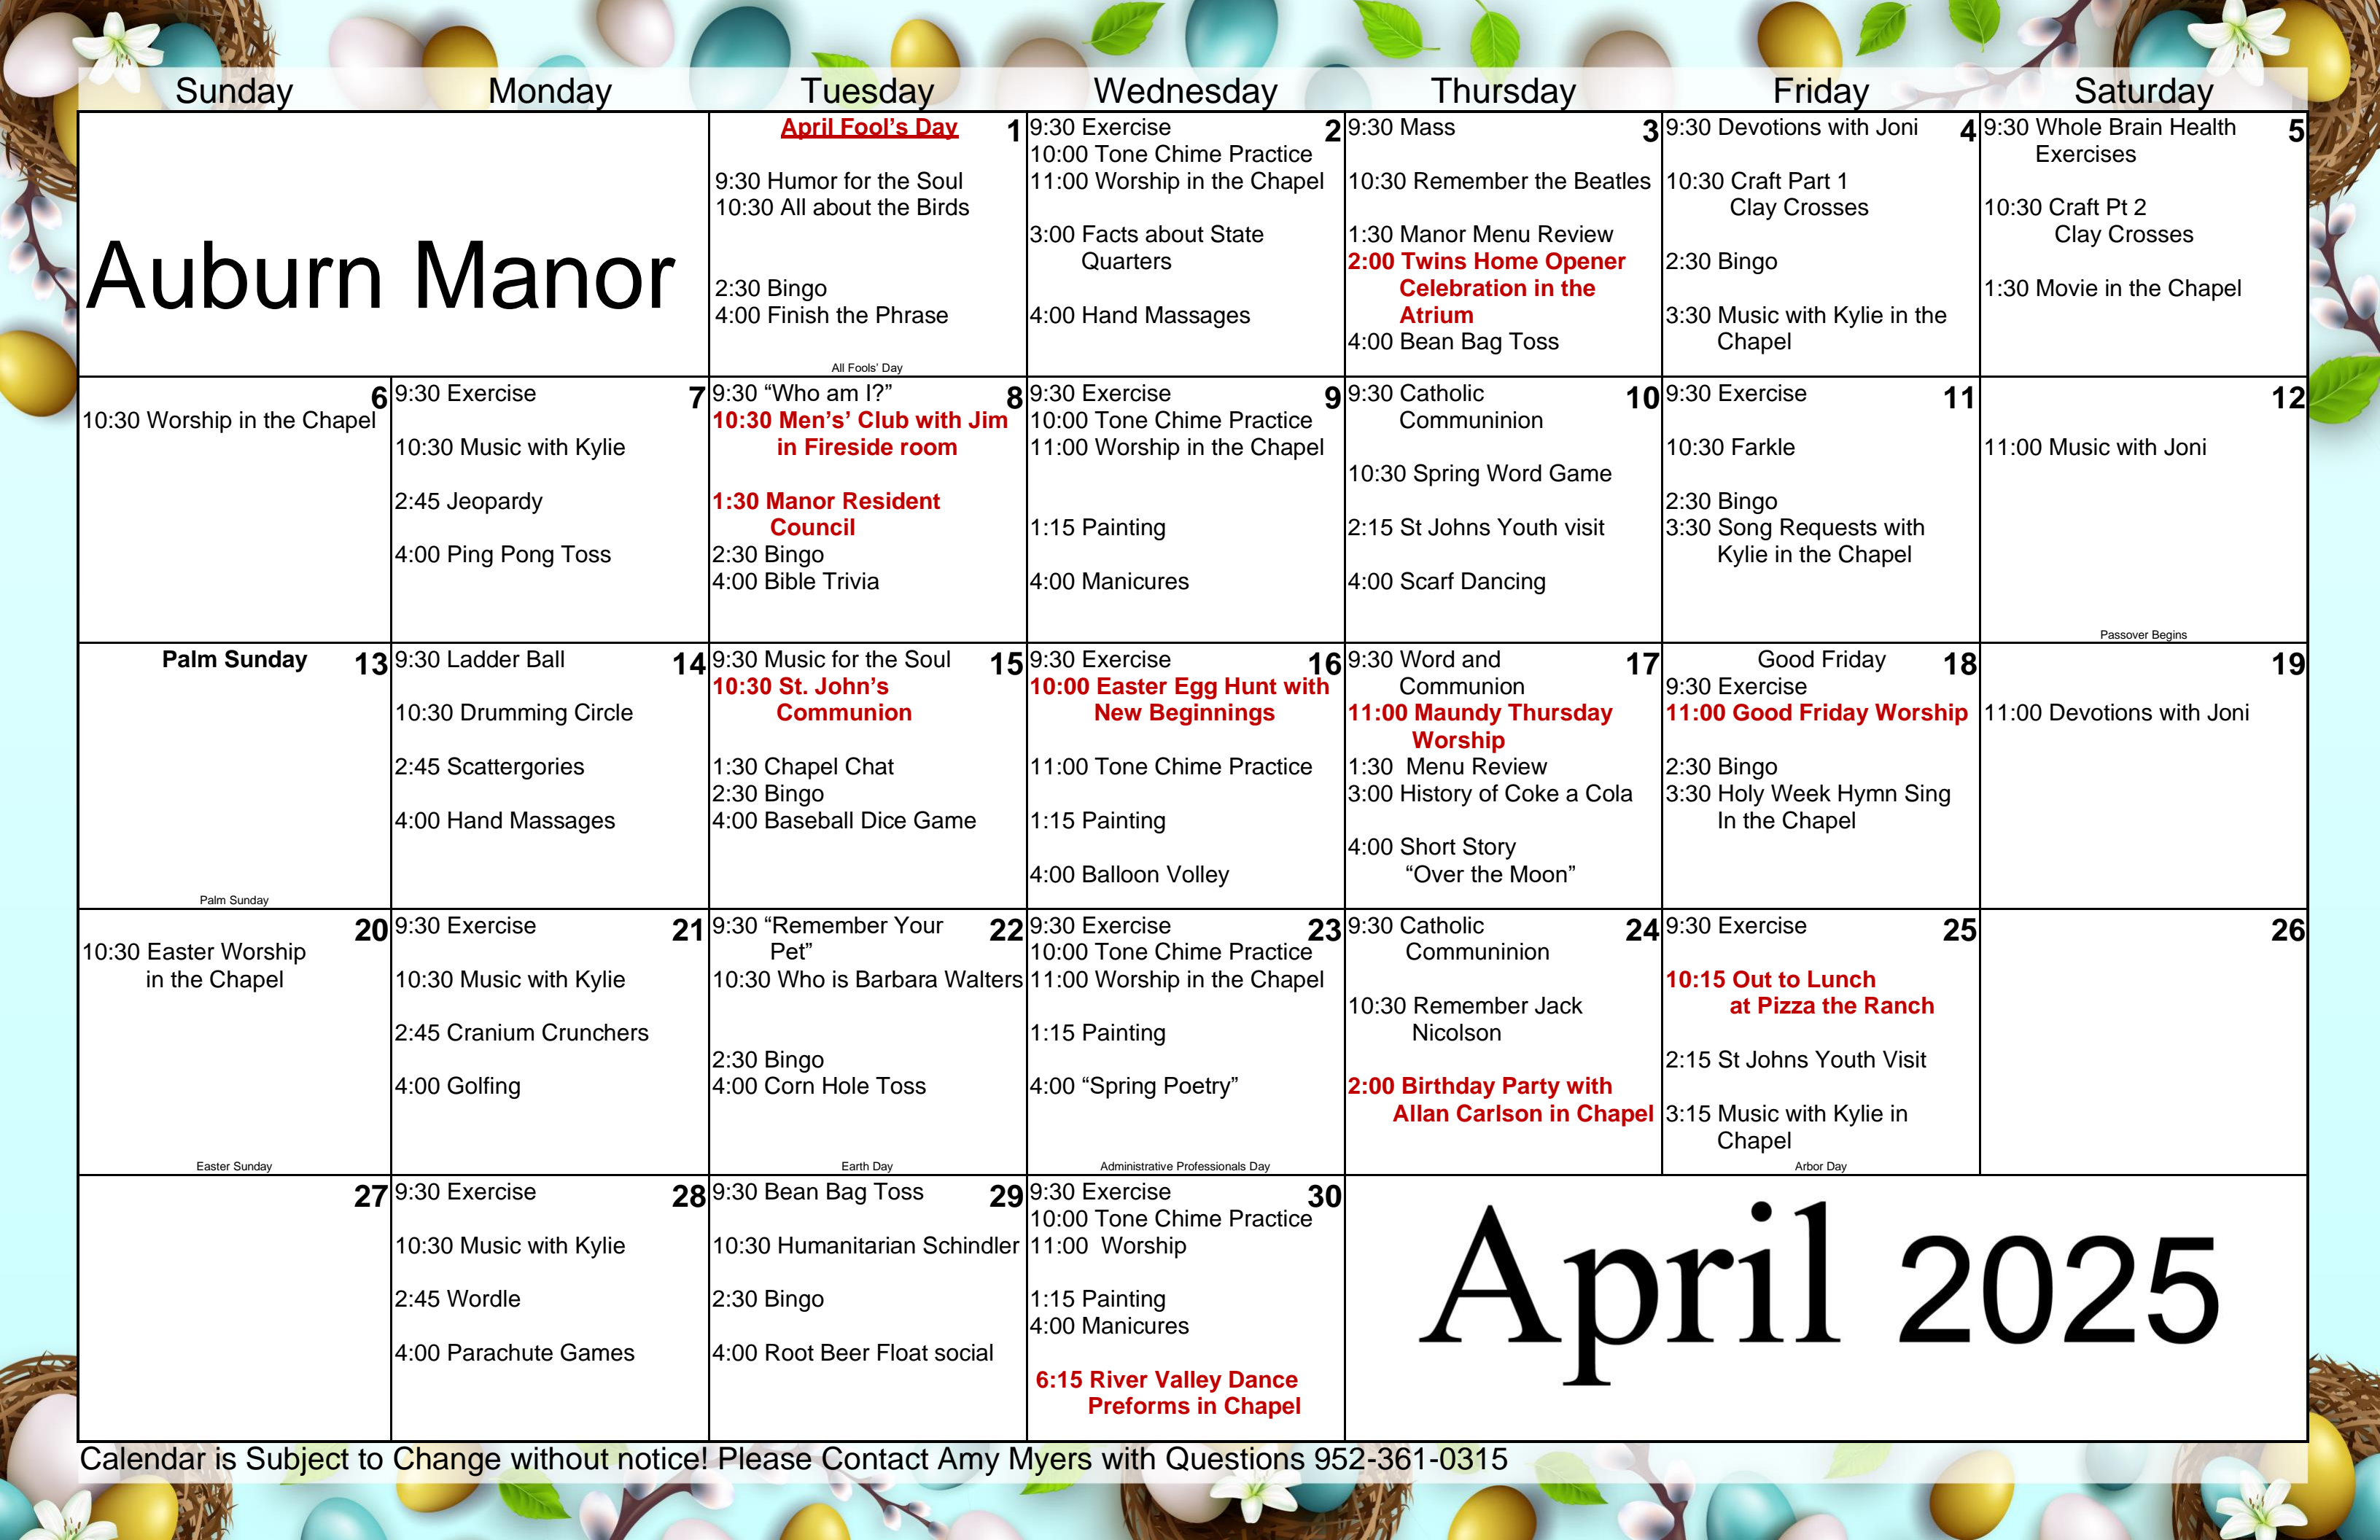 Sunday
Monday
Tuesday
Wednesday
Thursday
Friday
Saturday
Auburn Manor
April Fool's Day
1
9:30 Humor for the Soul
10:30 All about the Birds
2:30 Bingo
4:00 Finish the Phrase
All Fools' Day
2
9:30 Exercise
10:00 Tone Chime Practice
11:00 Worship in the Chapel
3:00 Facts about State
Quarters
4:00 Hand Massages
3
9:30 Mass
10:30 Remember the Beatles
1:30 Manor Menu Review
2:00 Twins Home Opener
Celebration in the
Atrium
4:00 Bean Bag Toss
4
9:30 Devotions with Joni
10:30 Craft Part 1
Clay Crosses
2:30 Bingo
3:30 Music with Kylie in the
Chapel
5
9:30 Whole Brain Health
Exercises
10:30 Craft Pt 2
Clay Crosses
1:30 Movie in the Chapel
6
10:30 Worship in the Chapel
7
9:30 Exercise
10:30 Music with Kylie
2:45 Jeopardy
4:00 Ping Pong Toss
8
9:30 “Who am I?”
10:30 Men's' Club with Jim
in Fireside room
1:30 Manor Resident
Council
2:30 Bingo
4:00 Bible Trivia
9
9:30 Exercise
10:00 Tone Chime Practice
11:00 Worship in the Chapel
1:15 Painting
4:00 Manicures
10
9:30 Catholic
Communinion
10:30 Spring Word Game
2:15 St Johns Youth visit
4:00 Scarf Dancing
11
9:30 Exercise
10:30 Farkle
2:30 Bingo
3:30 Song Requests with
Kylie in the Chapel
12
11:00 Music with Joni
Passover Begins
Palm Sunday
13
Palm Sunday
14
9:30 Ladder Ball
10:30 Drumming Circle
2:45 Scattergories
4:00 Hand Massages
15
9:30 Music for the Soul
10:30 St. John's
Communion
1:30 Chapel Chat
2:30 Bingo
4:00 Baseball Dice Game
16
9:30 Exercise
10:00 Easter Egg Hunt with
New Beginnings
11:00 Tone Chime Practice
1:15 Painting
4:00 Balloon Volley
17
9:30 Word and
Communion
11:00 Maundy Thursday
Worship
1:30 Menu Review
3:00 History of Coke a Cola
4:00 Short Story
“Over the Moon”
Good Friday
18
9:30 Exercise
11:00 Good Friday Worship
2:30 Bingo
3:30 Holy Week Hymn Sing
In the Chapel
19
11:00 Devotions with Joni
20
10:30 Easter Worship
in the Chapel
Easter Sunday
21
9:30 Exercise
10:30 Music with Kylie
2:45 Cranium Crunchers
4:00 Golfing
22
9:30 “Remember Your
Pet”
10:30 Who is Barbara Walters
2:30 Bingo
4:00 Corn Hole Toss
Earth Day
23
9:30 Exercise
10:00 Tone Chime Practice
11:00 Worship in the Chapel
1:15 Painting
4:00 “Spring Poetry”
Administrative Professionals Day
24
9:30 Catholic
Communinion
10:30 Remember Jack
Nicolson
2:00 Birthday Party with
Allan Carlson in Chapel
25
9:30 Exercise
10:15 Out to Lunch
at Pizza the Ranch
2:15 St Johns Youth Visit
3:15 Music with Kylie in
Chapel
Arbor Day
26
27
28
9:30 Exercise
10:30 Music with Kylie
2:45 Wordle
4:00 Parachute Games
29
9:30 Bean Bag Toss
10:30 Humanitarian Schindler
2:30 Bingo
4:00 Root Beer Float social
30
9:30 Exercise
10:00 Tone Chime Practice
11:00 Worship
1:15 Painting
4:00 Manicures
6:15 River Valley Dance
Preforms in Chapel
April 2025
Calendar is Subject to Change without notice! Please Contact Amy Myers with Questions 952-361-0315